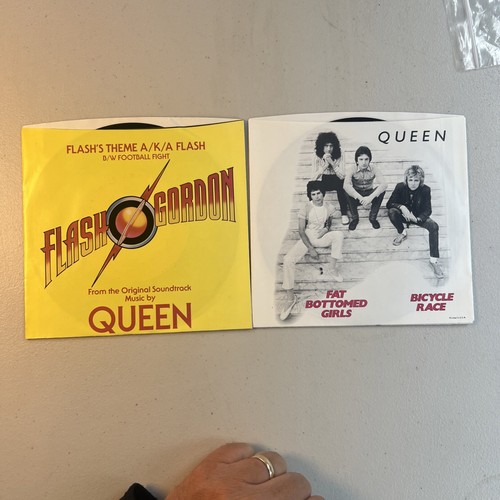 FLASH'S THEME A/K/A FLASH
B/W FOOTBALL FIGHT
FLASH GORDON
From the Original Soundtrack
Music by
QUEEN
QUEEN
FAT
BOTTOMED
GIRLS
BICYCLE
RACE